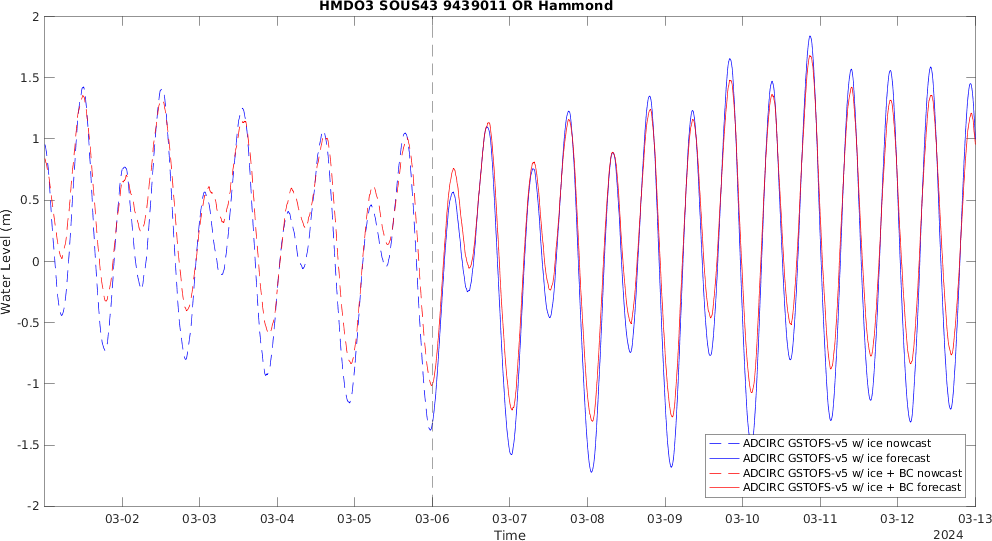 HMDO3 SOUS43 9439011 OR Hammond
2
1.5
1
0.5
0
-0.5
-1
-1.5
-2
Water Level (m)
03-02 03-03 03-04 03-05 03-06 03-07 03-08 03-09 03-10 03-11 03-12 03-13
Time
2024
ADCIRC GSTOFS-v5 w/ ice nowcast
ADCIRC GSTOFS-v5 w/ ice forecast
ADCIRC GSTOFS-v5 w/ ice + BC nowcast
ADCIRC GSTOFS-v5 w/ ice + BC forecast